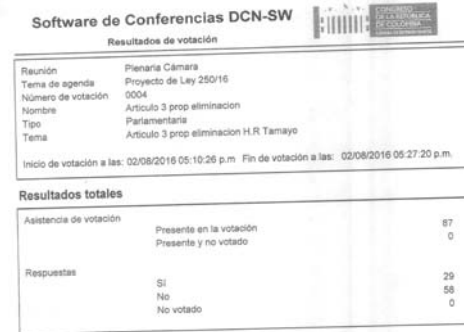 Software de Conferencias DCN-SW
CONGRESO
DE LA REPÚBLICA
DE COLOMBIA
Resultados de votación
Reunión Plenaria Cámara
Tema de agenda Proyecto de Ley 250/16
Número de votación 0004
Nombre Articulo 3 prop eliminacion
Tipo Parlamentaria
Tema Articulo 3 prop eliminacion H.R Tamayo
Inicio de votación a las: 02/08/2016 05:10:26 p.m Fin de votación a las: 02/08/2016 05:27:20 p.m.
Resultados totales
Asistencia de votación
Presente en la votación 87
Presente y no votado 0
Respuestas
Sí 29
No 58
No votado 0